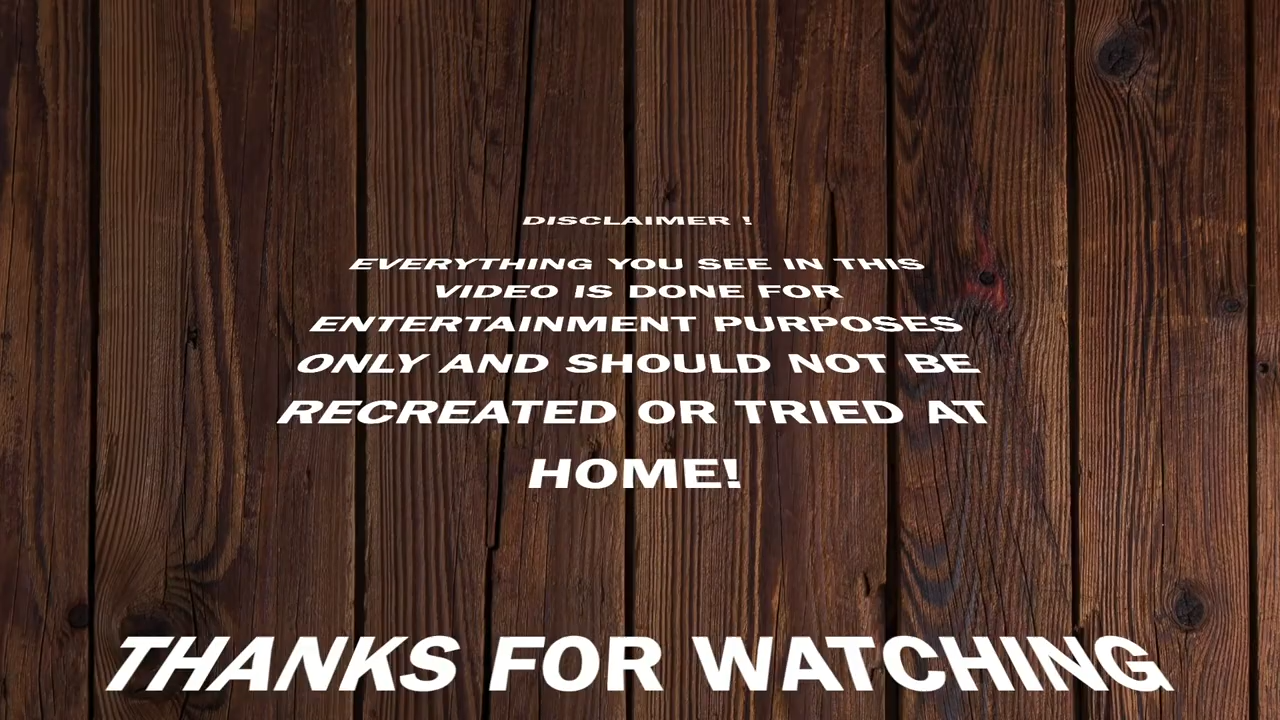 DISCLAIMER !
EVERYTHING YOU SEE IN THIS
VIDEO IS DONE FOR
ENTERTAINMENT PURPOSES
ONLY AND SHOULD NOT BE
RECREATED OR TRIED AT
HOME!
THANKS FOR WATCHING